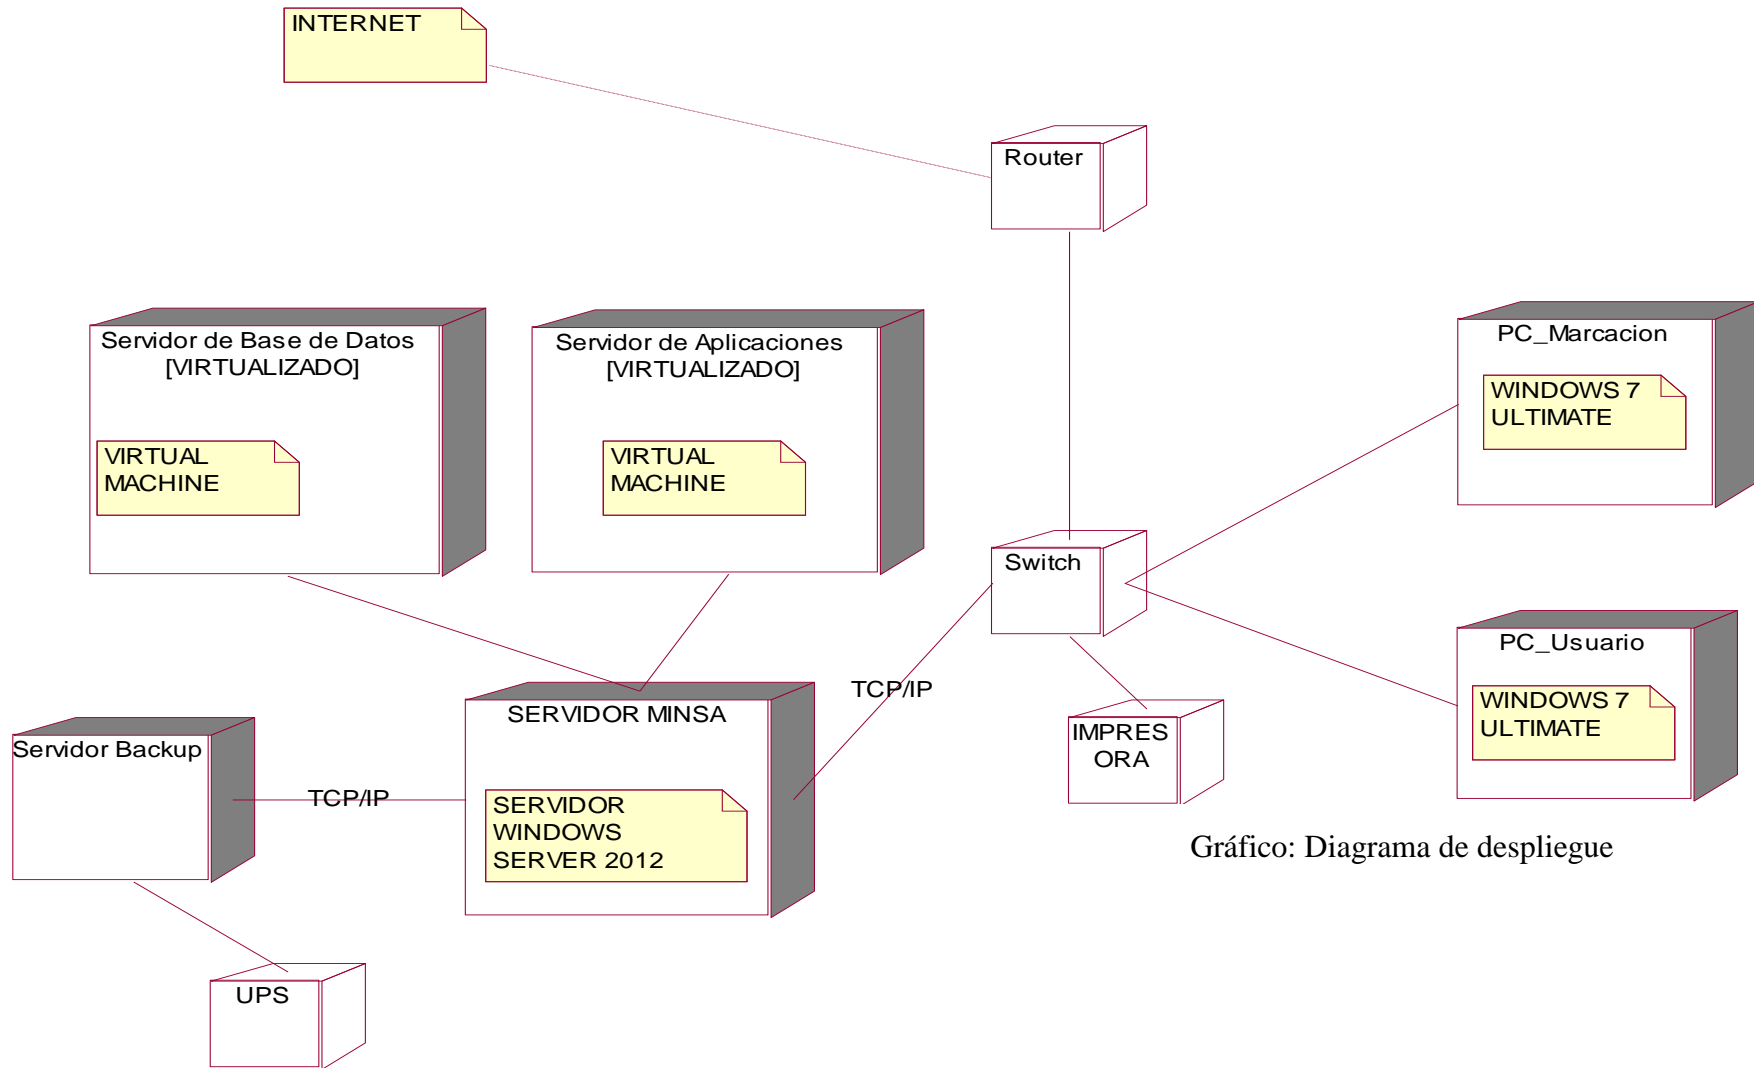 INTERNET
Router
Servidor de Base de Datos
[VIRTUALIZADO]
VIRTUAL
MACHINE
Servidor de Aplicaciones
[VIRTUALIZADO]
VIRTUAL
MACHINE
PC_Marcacion
WINDOWS 7
ULTIMATE
Switch
PC_Usuario
WINDOWS 7
ULTIMATE
TCP/IP
SERVIDOR MINSA
SERVIDOR
WINDOWS
SERVER 2012
IMPRES
ORA
Servidor Backup
TCP/IP
UPS
Gráfico: Diagrama de despliegue